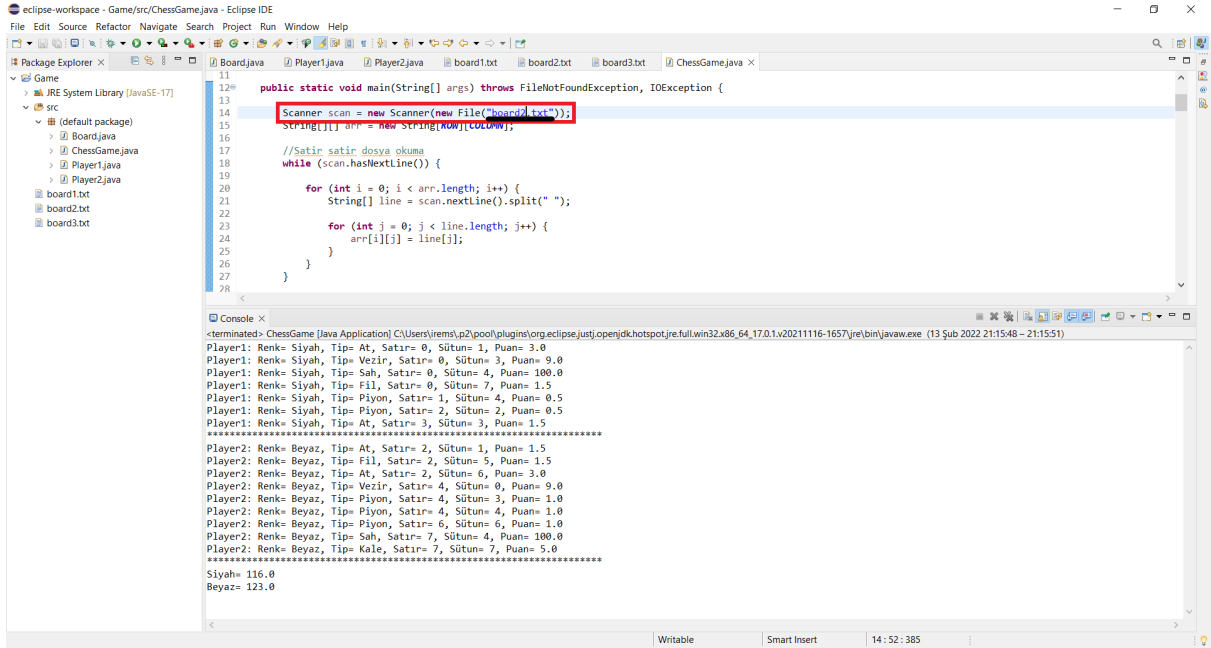 eclipse-workspace - Game/src/ChessGame.java - Eclipse IDE
File Edit Source Refactor Navigate Search Project Run Window Help
Package Explorer
Game
JRE System Library [JavaSE-17]
src
(default package)
Board.java
ChessGame.java
Player1.java
Player2.java
board1.txt
board2.txt
board3.txt
Board.java Player1.java Player2.java board1.txt board2.txt board3.txt ChessGame.java
11
12 public static void main(String[] args) throws FileNotFoundException, IOException {
13
14 Scanner scan = new Scanner(new File("board2.txt"));
15 String[][] arr = new String[ROW][COLUMN];
16
17 //Satir satir dosya okuma
18 while (scan.hasNextLine()) {
19
20 for (int i = 0; i < arr.length; i++) {
21 String[] line = scan.nextLine().split(" ");
22
23 for (int j = 0; j < line.length; j++) {
24 arr[i][j] = line[j];
25 }
26 }
27 }
28
Console
<terminated> ChessGame [Java Application] C:\Users\irems\.p2\pool\plugins\org.eclipse.justj.openjdk.hotspot.jre.full.win32.x86_64_17.0.1.v20211116-1657\jre\bin\javaw.exe (13 Şub 2022 21:15:48 – 21:15:51)
Player1: Renk= Siyah, Tip= At, Satır= 0, Sütun= 1, Puan= 3.0
Player1: Renk= Siyah, Tip= Vezir, Satır= 0, Sütun= 3, Puan= 9.0
Player1: Renk= Siyah, Tip= Sah, Satır= 0, Sütun= 4, Puan= 100.0
Player1: Renk= Siyah, Tip= Fil, Satır= 0, Sütun= 7, Puan= 1.5
Player1: Renk= Siyah, Tip= Piyon, Satır= 1, Sütun= 4, Puan= 0.5
Player1: Renk= Siyah, Tip= Piyon, Satır= 2, Sütun= 2, Puan= 0.5
Player1: Renk= Siyah, Tip= At, Satır= 3, Sütun= 3, Puan= 1.5
**********************************************************************
Player2: Renk= Beyaz, Tip= At, Satır= 2, Sütun= 1, Puan= 1.5
Player2: Renk= Beyaz, Tip= Fil, Satır= 2, Sütun= 5, Puan= 1.5
Player2: Renk= Beyaz, Tip= At, Satır= 2, Sütun= 6, Puan= 3.0
Player2: Renk= Beyaz, Tip= Vezir, Satır= 4, Sütun= 0, Puan= 9.0
Player2: Renk= Beyaz, Tip= Piyon, Satır= 4, Sütun= 3, Puan= 1.0
Player2: Renk= Beyaz, Tip= Piyon, Satır= 4, Sütun= 4, Puan= 1.0
Player2: Renk= Beyaz, Tip= Piyon, Satır= 6, Sütun= 6, Puan= 1.0
Player2: Renk= Beyaz, Tip= Sah, Satır= 7, Sütun= 4, Puan= 100.0
Player2: Renk= Beyaz, Tip= Kale, Satır= 7, Sütun= 7, Puan= 5.0
**********************************************************************
Siyah= 116.0
Beyaz= 123.0
Writable Smart Insert 14 : 52 : 385